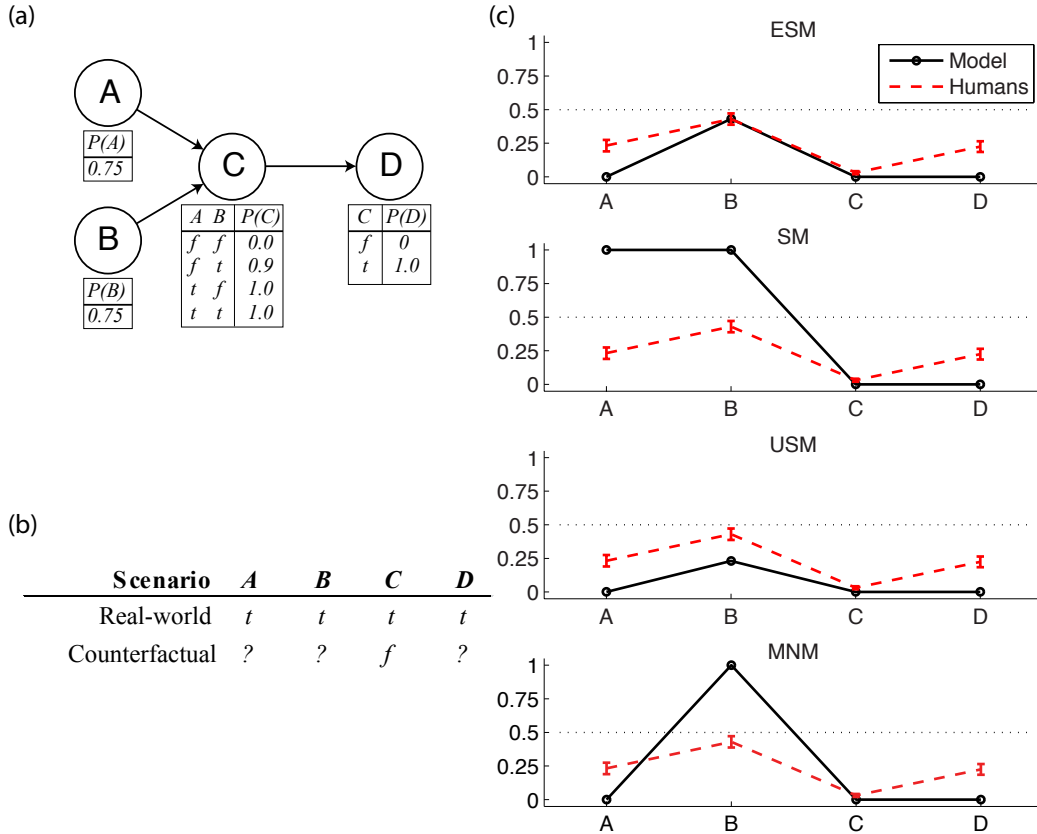 (a)
A
P(A)
0.75
B
P(B)
0.75
C
A B P(C)
f f 0.0
f t 0.9
t f 1.0
t t 1.0
D
C P(D)
f 0
t 1.0
(b)
Scenario A B C D
Real-world t t t t
Counterfactual ? ? f ?
(c)
ESM
Model
Humans
1
0.75
0.5
0.25
0
A B C D
SM
1
0.75
0.5
0.25
0
A B C D
USM
1
0.75
0.5
0.25
0
A B C D
MNM
1
0.75
0.5
0.25
0
A B C D